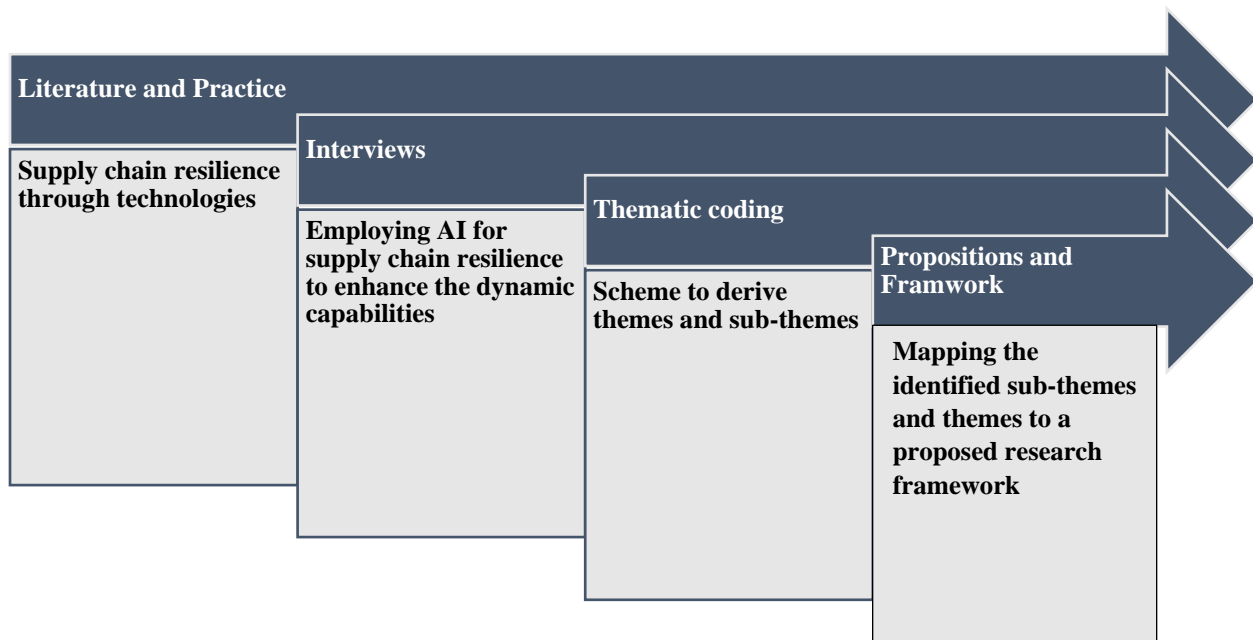 Literature and Practice
Supply chain resilience
through technologies
Interviews
Employing AI for
supply chain resilience
to enhance the dynamic
capabilities
Thematic coding
Scheme to derive
themes and sub-themes
Propositions and
Framwork
Mapping the
identified sub-themes
and themes to a
proposed research
framework